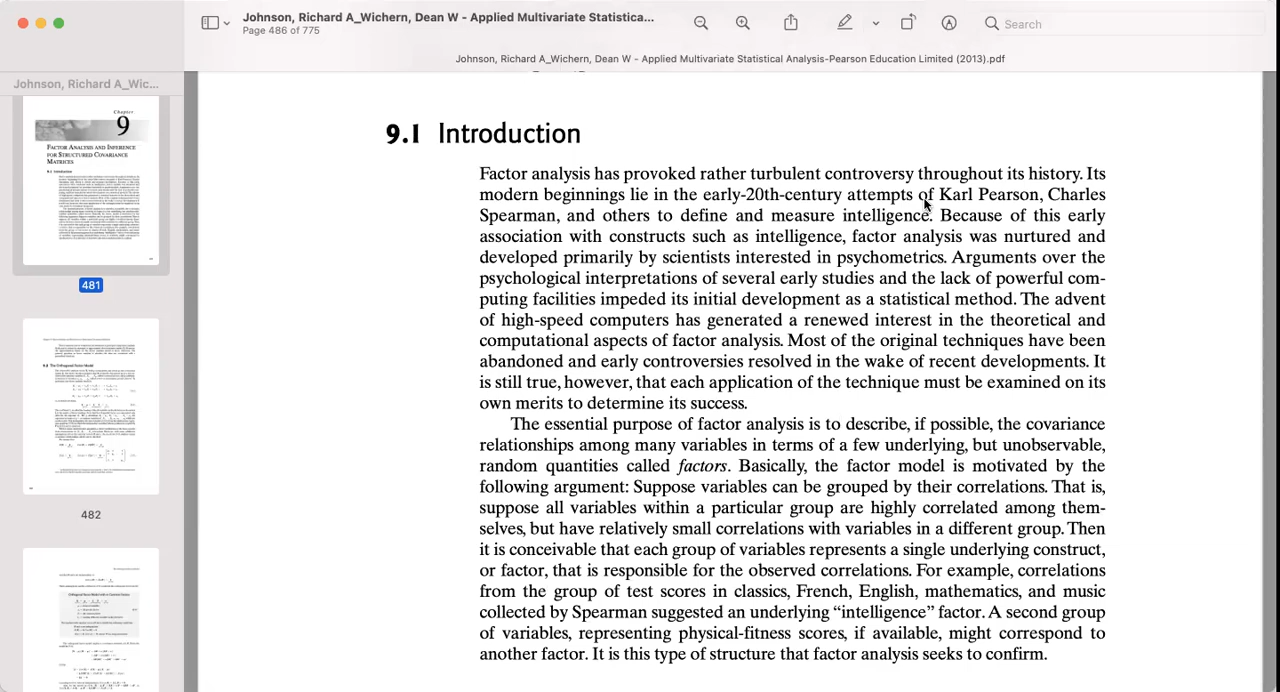 Johnson, Richard A_Wichern, Dean W - Applied Multivariate Statistica...
Page 486 of 775
Search
Johnson, Richard A_Wichern, Dean W - Applied Multivariate Statistical Analysis-Pearson Education Limited (2013).pdf
Johnson, Richard A_Wic...
Chapter
9
FACTOR ANALYSIS AND INFERENCE
FOR STRUCTURED COVARIANCE
MATRICES
481
482
9.1 Introduction
Factor analysis has provoked rather turbulent controversy throughout its history. Its
modern beginnings lie in the early-20th-century attempts of Karl Pearson, Charles
Spearman, and others to define and measure intelligence. Because of this early
association with constructs such as intelligence, factor analysis was nurtured and
developed primarily by scientists interested in psychometrics. Arguments over the
psychological interpretations of several early studies and the lack of powerful com-
puting facilities impeded its initial development as a statistical method. The advent
of high-speed computers has generated a renewed interest in the theoretical and
computational aspects of factor analysis. Most of the original techniques have been
abandoned and early controversies resolved in the wake of recent developments. It
is still true, however, that each application of the technique must be examined on its
own merits to determine its success.
The essential purpose of factor analysis is to describe, if possible, the covariance
relationships among many variables in terms of a few underlying, but unobservable,
random quantities called factors. Basically, the factor model is motivated by the
following argument: Suppose variables can be grouped by their correlations. That is,
suppose all variables within a particular group are highly correlated among them-
selves, but have relatively small correlations with variables in a different group. Then
it is conceivable that each group of variables represents a single underlying construct,
or factor, that is responsible for the observed correlations. For example, correlations
from the group of test scores in classics, French, English, mathematics, and music
collected by Spearman suggested an underlying “intelligence” factor. A second group
of variables, representing physical-fitness scores, if available, might correspond to
another factor. It is this type of structure that factor analysis seeks to confirm.